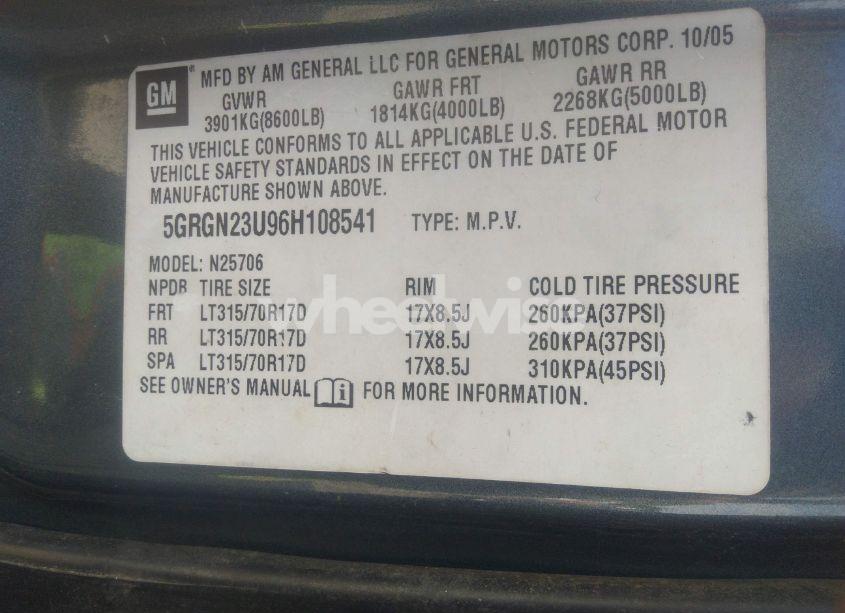 GM
MFD BY AM GENERAL LLC FOR GENERAL MOTORS CORP. 10/05
GVWR GAWR FRT GAWR RR
3901KG(8600LB) 1814KG(4000LB) 2268KG(5000LB)
THIS VEHICLE CONFORMS TO ALL APPLICABLE U.S. FEDERAL MOTOR
VEHICLE SAFETY STANDARDS IN EFFECT ON THE DATE OF
MANUFACTURE SHOWN ABOVE.
5GRGN23U96H108541 TYPE: M.P.V.
MODEL: N25706
NPDB TIRE SIZE RIM COLD TIRE PRESSURE
FRT LT315/70R17D 17X8.5J 260KPA(37PSI)
RR LT315/70R17D 17X8.5J 260KPA(37PSI)
SPA LT315/70R17D 17X8.5J 310KPA(45PSI)
SEE OWNER'S MANUAL i FOR MORE INFORMATION.
wheelwise